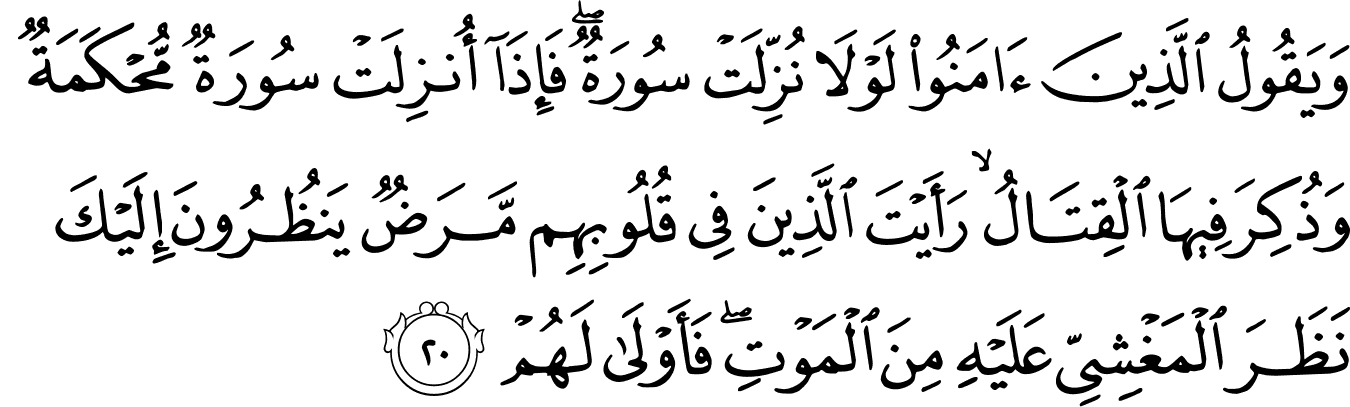 وَيَقُولُ ٱلَّذِينَ ءَامَنُوا۟ لَوْلَا نُزِّلَتْ سُورَةٌۭ ۖ فَإِذَآ أُنزِلَتْ سُورَةٌۭ مُّحْكَمَةٌۭ
وَذُكِرَ فِيهَا ٱلْقِتَالُ ۙ رَأَيْتَ ٱلَّذِينَ فِى قُلُوبِهِم مَّرَضٌۭ يَنظُرُونَ إِلَيْكَ
نَظَرَ ٱلْمَغْشِىِّ عَلَيْهِ مِنَ ٱلْمَوْتِ ۖ فَأَوْلَىٰ لَهُمْ ٢٠